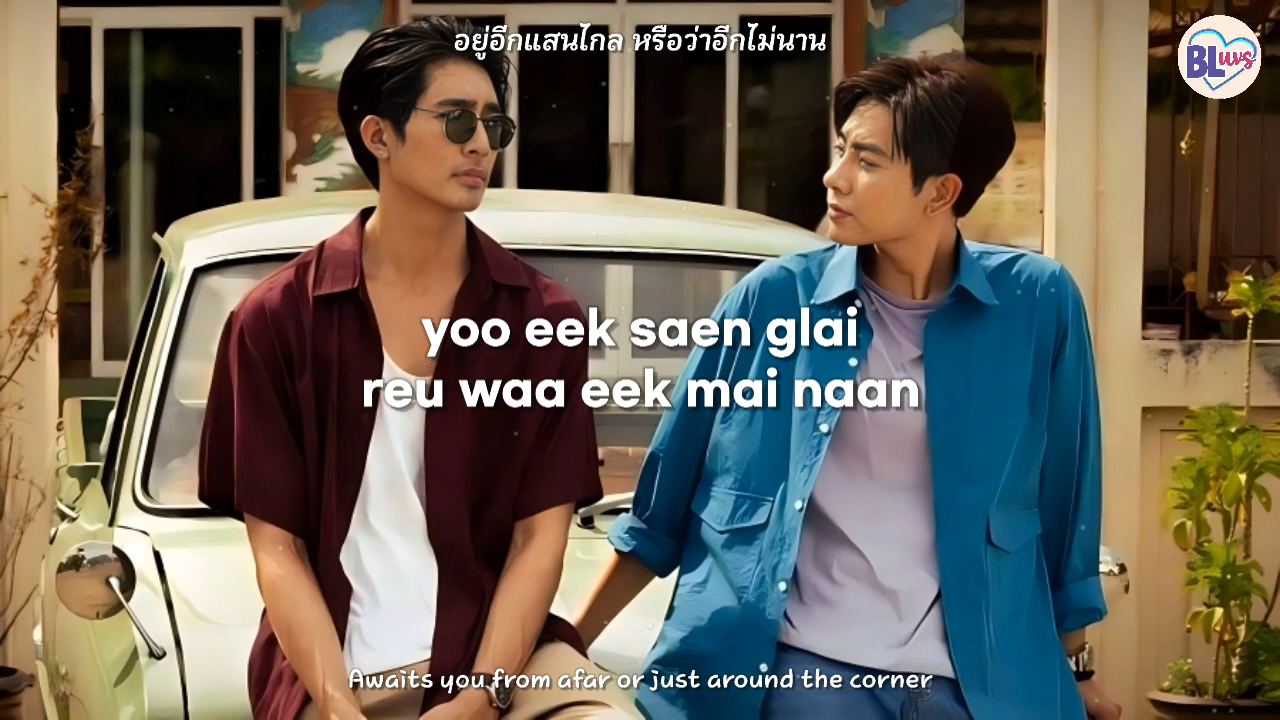 อยู่อีกแสนไกล หรือว่าอีกไม่นาน
BLuvs
yoo eek saen glai
reu waa eek mai naan
Awaits you from afar or just around the corner